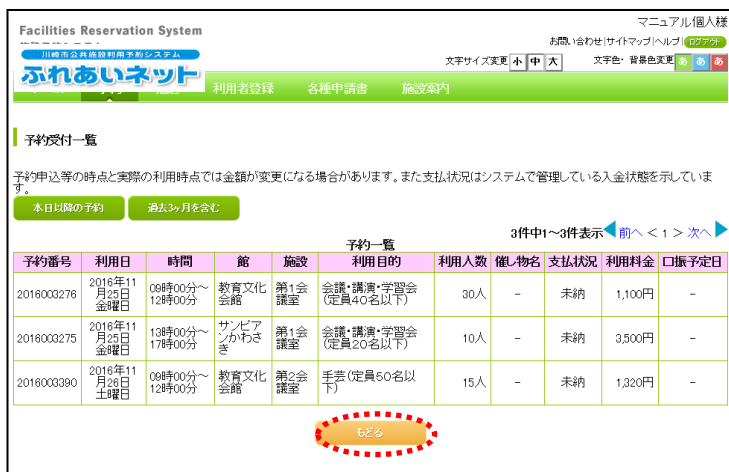 マニュアル個人様
Facilities Reservation System
お問い合わせ|サイトマップ|ヘルプ|ログアウト
川崎市公共施設利用予約システム
ふれあいネット
文字サイズ変更 小 中 大 文字色・背景色変更 あ あ あ
利用者登録 各種申請書 施設案内
予約受付一覧
予約申込等の時点と実際の利用時点では金額が変更になる場合があります。また支払状況はシステムで管理している入金状態を示していま
す。
本日以降の予約 過去3ヶ月を含む
3件中1～3件表示 前へ < 1 > 次へ
予約一覧
予約番号 利用日 時間 館 施設 利用目的 利用人数 催し物名 支払状況 利用料金 口振予定日
2016003276 2016年11月25日金曜日 09時00分～12時00分 教育文化会館 第1会議室 会議・講演・学習会(定員40名以下) 30人 - 未納 1,100円 -
2016003275 2016年11月25日金曜日 13時00分～17時00分 サンピアンかわさき 第1会議室 会議・講演・学習会(定員20名以下) 10人 - 未納 3,500円 -
2016003390 2016年11月26日土曜日 09時00分～12時00分 教育文化会館 第2会議室 手芸(定員50名以下) 15人 - 未納 1,320円 -
もどる